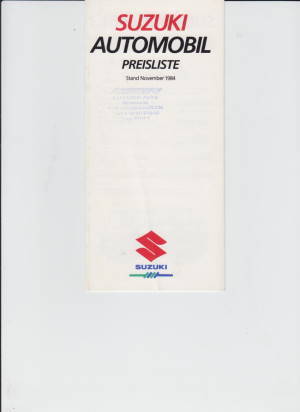 SUZUKI
AUTOMOBIL
PREISLISTE
Stand November 1984
SUZUKI